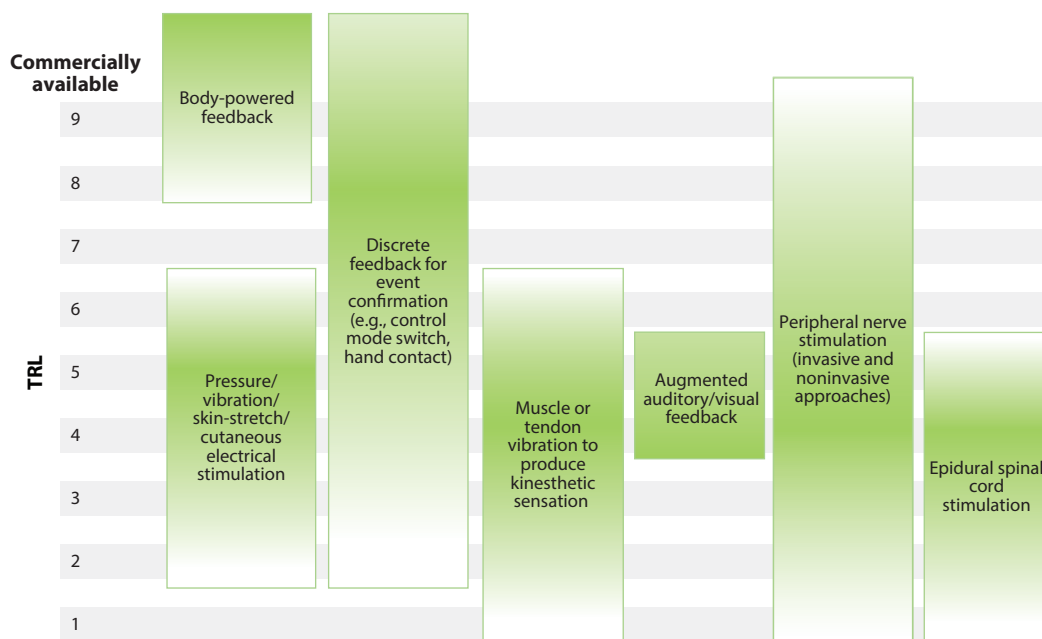 Commercially
available
TRL
9
8
7
6
5
4
3
2
1
Body-powered
feedback
Pressure/
vibration/
skin-stretch/
cutaneous
electrical
stimulation
Discrete
feedback for
event
confirmation
(e.g., control
mode switch,
hand contact)
Muscle or
tendon
vibration to
produce
kinesthetic
sensation
Augmented
auditory/visual
feedback
Peripheral nerve
stimulation
(invasive and
noninvasive
approaches)
Epidural spinal
cord
stimulation